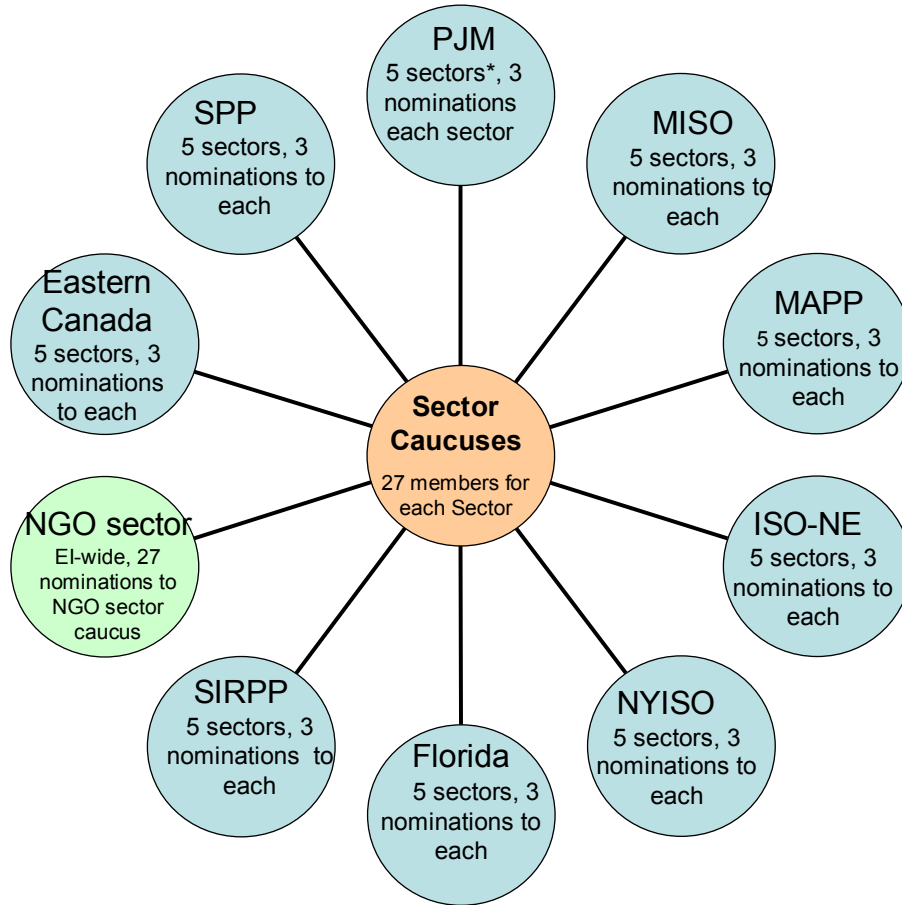 PJM
5 sectors*, 3
nominations
each sector
SPP
5 sectors, 3
nominations to
each
MISO
5 sectors, 3
nominations to
each
Eastern
Canada
5 sectors, 3
nominations
to each
MAPP
5 sectors, 3
nominations to
each
Sector
Caucuses
27 members for
each Sector
NGO sector
EI-wide, 27
nominations to
NGO sector
caucus
ISO-NE
5 sectors, 3
nominations to
each
SIRPP
5 sectors, 3
nominations to
each
Florida
5 sectors, 3
nominations to
each
NYISO
5 sectors, 3
nominations to
each